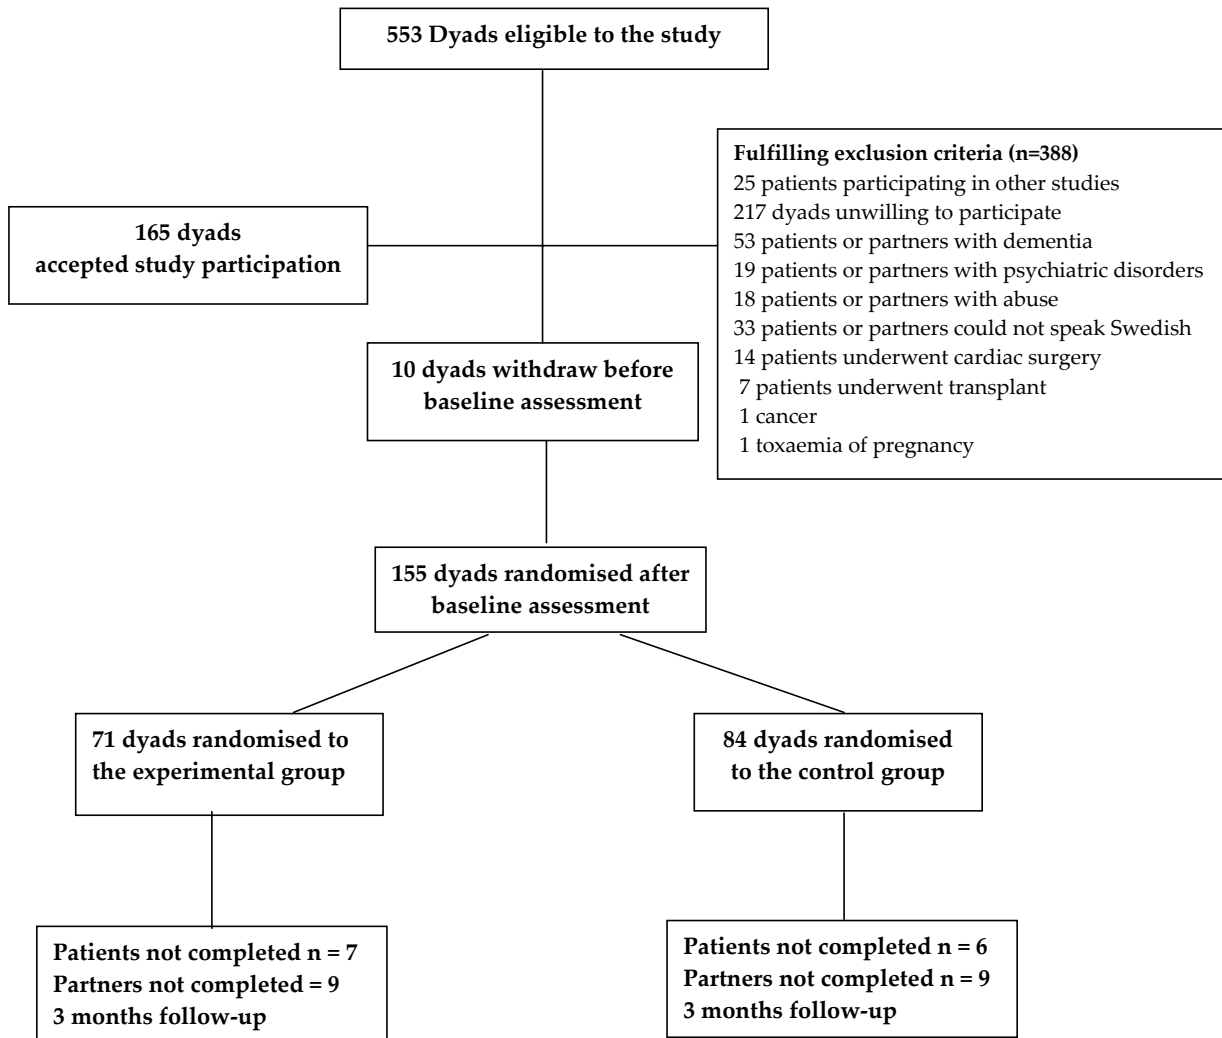 553 Dyads eligible to the study
Fulfilling exclusion criteria (n=388)
25 patients participating in other studies
217 dyads unwilling to participate
53 patients or partners with dementia
19 patients or partners with psychiatric disorders
18 patients or partners with abuse
33 patients or partners could not speak Swedish
14 patients underwent cardiac surgery
7 patients underwent transplant
1 cancer
1 toxaemia of pregnancy
165 dyads
accepted study participation
10 dyads withdraw before
baseline assessment
155 dyads randomised after
baseline assessment
71 dyads randomised to
the experimental group
84 dyads randomised
to the control group
Patients not completed n = 7
Partners not completed = 9
3 months follow-up
Patients not completed n = 6
Partners not completed n = 9
3 months follow-up